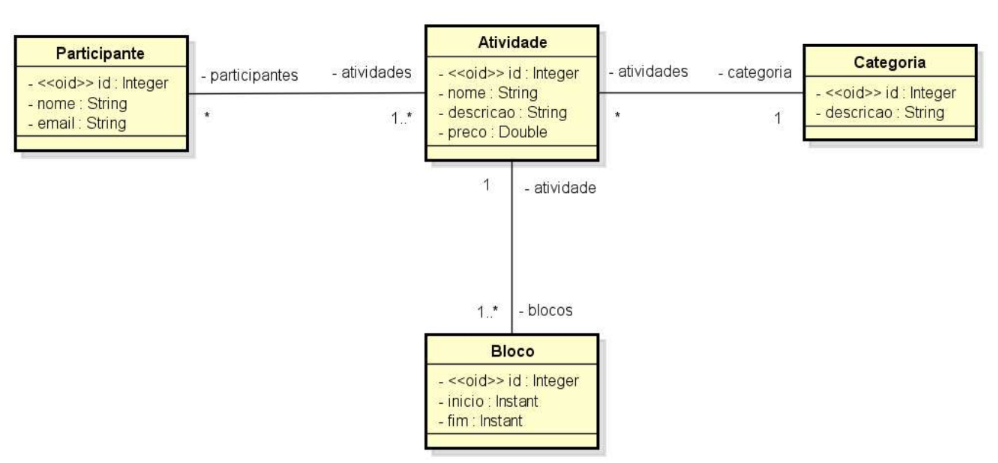 Participante
- <<oid>> id : Integer
- nome : String
- email : String
- participantes
*
- atividades
1..*
Atividade
- <<oid>> id : Integer
- nome : String
- descricao : String
- preco : Double
- atividades
*
- categoria
1
Categoria
- <<oid>> id : Integer
- descricao : String
1
- atividade
1..*
- blocos
Bloco
- <<oid>> id : Integer
- inicio : Instant
- fim : Instant